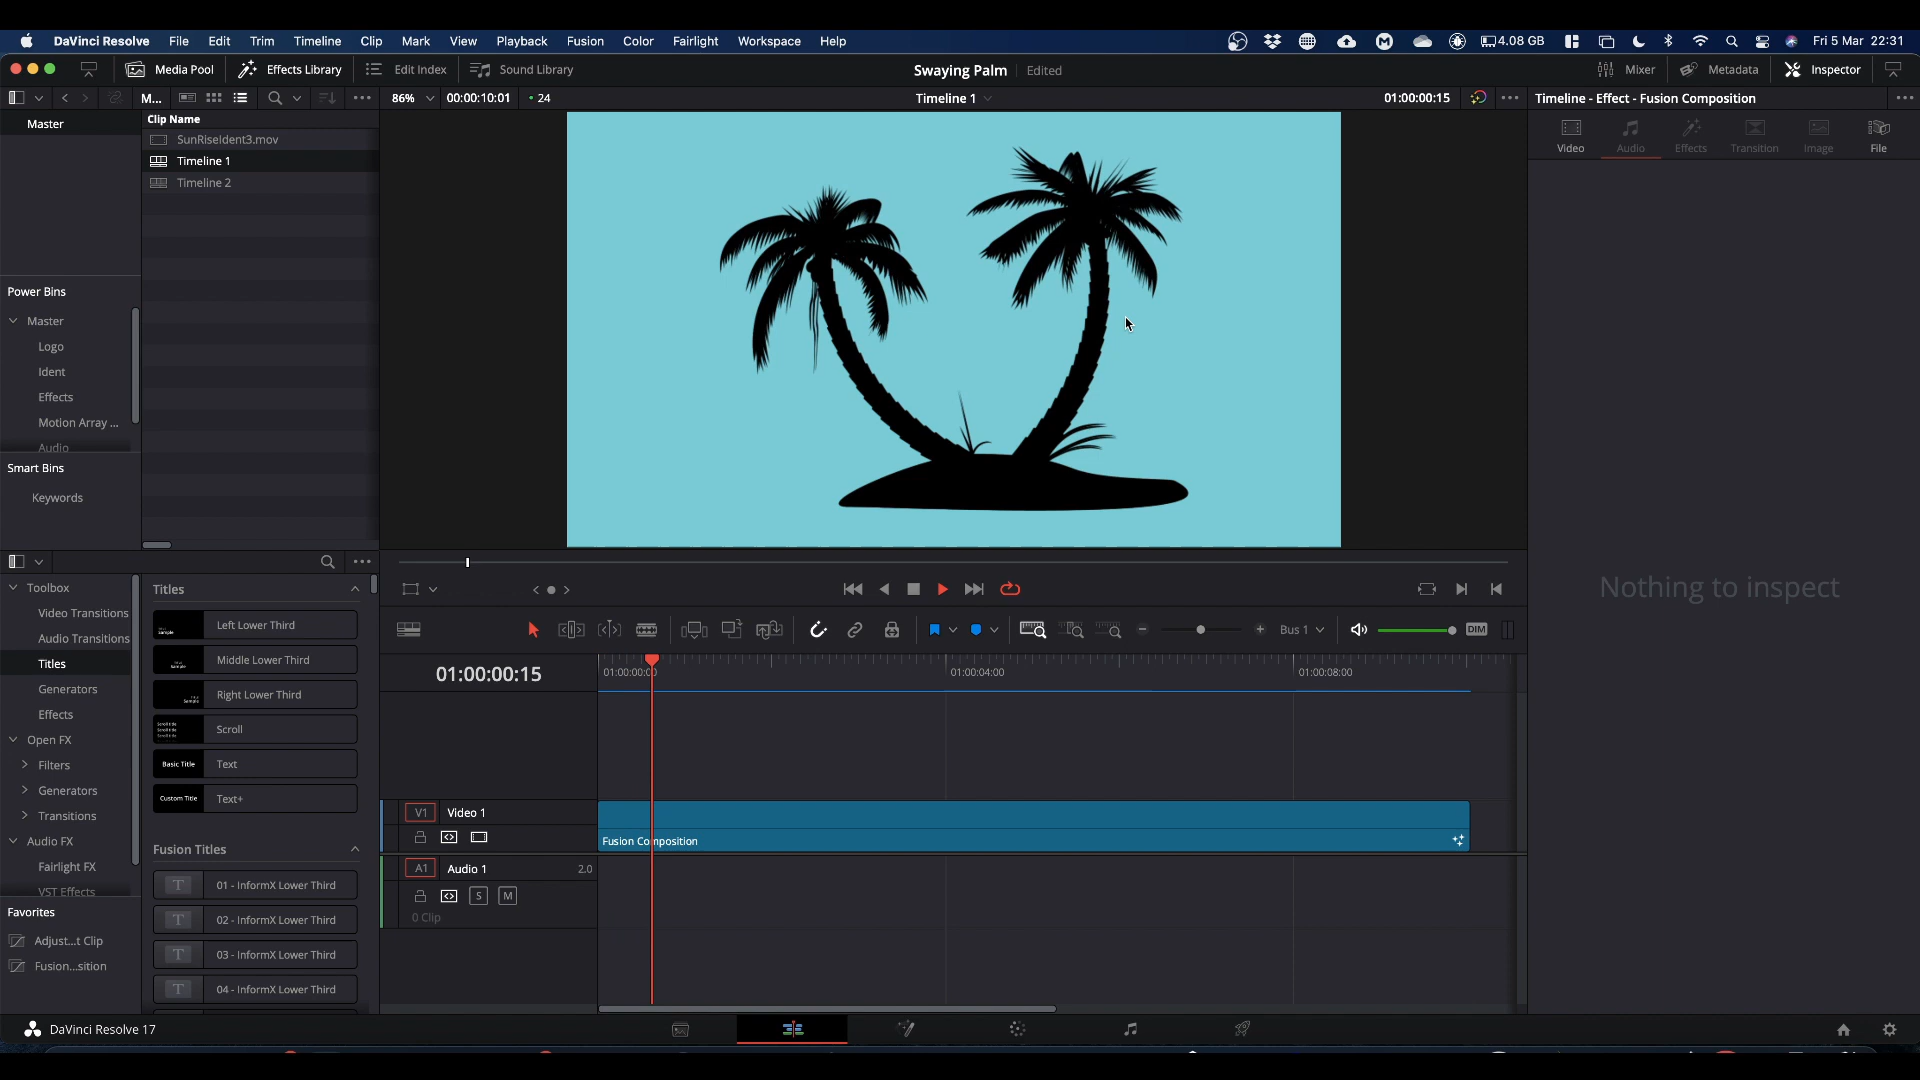 DaVinci Resolve File Edit Trim Timeline Clip Mark View Playback Fusion Color Fairlight Workspace Help 4.08 GB Fri 5 Mar 22:31
Media Pool Effects Library Edit Index Sound Library Swaying Palm Edited Mixer Metadata Inspector
M... 86% 00:00:10:01 24 Timeline 1 01:00:00:15 Timeline - Effect - Fusion Composition
Master
Clip Name
SunRiseIdent3.mov
Timeline 1
Timeline 2
Video Audio Effects Transition Image File
Power Bins
Master
Logo
Ident
Effects
Motion Array ...
Audio
Smart Bins
Keywords
Nothing to inspect
Toolbox
Video Transitions
Audio Transitions
Titles
Generators
Effects
Open FX
Filters
Generators
Transitions
Audio FX
Fairlight FX
VST Effects
Favorites
Adjust...t Clip
Fusion...sition
Titles
Left Lower Third
Middle Lower Third
Right Lower Third
Scroll
Basic Title Text
Custom Title Text+
Fusion Titles
T 01 - InformX Lower Third
T 02 - InformX Lower Third
T 03 - InformX Lower Third
T 04 - InformX Lower Third
Bus 1 DIM
01:00:00:15 01:00:00:0 01:00:04:00 01:00:08:00
V1 Video 1
Fusion Composition
A1 Audio 1 2.0
S M
0 Clip
DaVinci Resolve 17